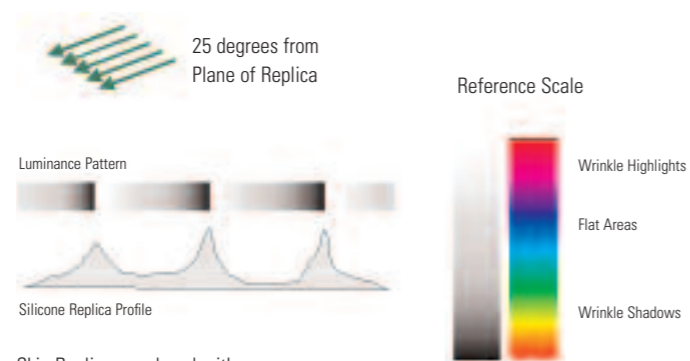 25 degrees from
Plane of Replica
Reference Scale
Luminance Pattern
Wrinkle Highlights
Flat Areas
Silicone Replica Profile
Wrinkle Shadows